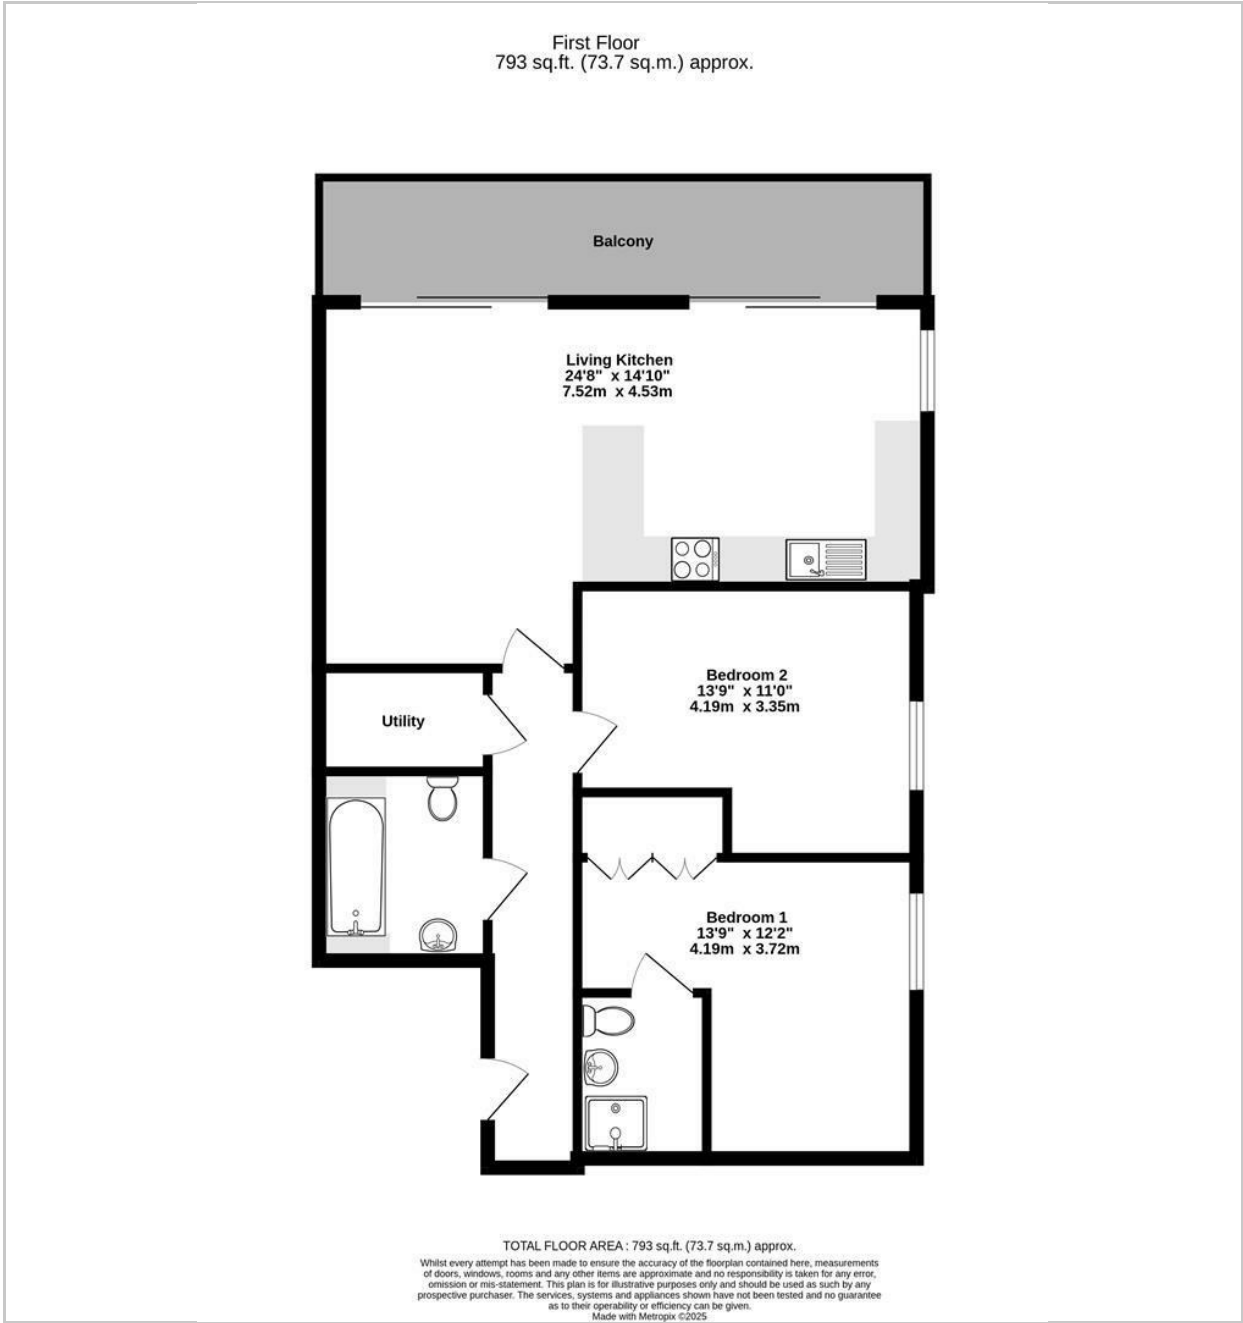 First Floor
793 sq.ft. (73.7 sq.m.) approx.
Balcony
Living Kitchen
24'8" x 14'10"
7.52m x 4.53m
Bedroom 2
13'9" x 11'0"
4.19m x 3.35m
Utility
Bedroom 1
13'9" x 12'2"
4.19m x 3.72m
TOTAL FLOOR AREA : 793 sq.ft. (73.7 sq.m.) approx.
Whilst every attempt has been made to ensure the accuracy of the floorplan contained here, measurements
of doors, windows, rooms and any other items are approximate and no responsibility is taken for any error,
omission or mis-statement. This plan is for illustrative purposes only and should be used as such by any
prospective purchaser. The services, systems and appliances shown have not been tested and no guarantee
as to their operability or efficiency can be given.
Made with Metropix ©2025